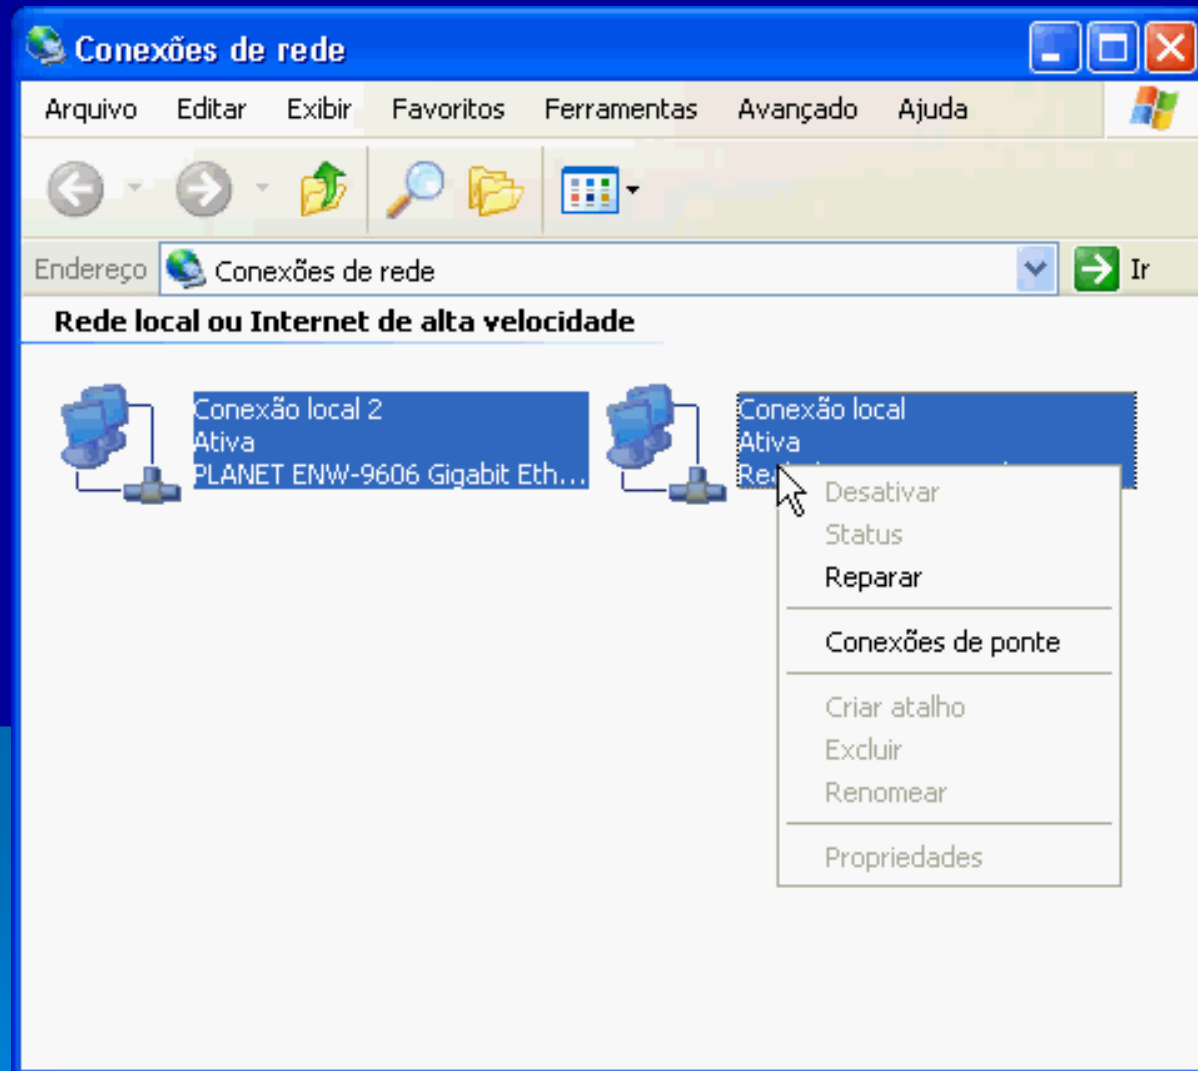 Conexões de rede
Arquivo Editar Exibir Favoritos Ferramentas Avançado Ajuda
Endereço Conexões de rede Ir
Rede local ou Internet de alta velocidade
Conexão local 2
Ativa
PLANET ENW-9606 Gigabit Eth...
Conexão local
Ativa
Desativar
Status
Reparar
Conexões de ponte
Criar atalho
Excluir
Renomear
Propriedades